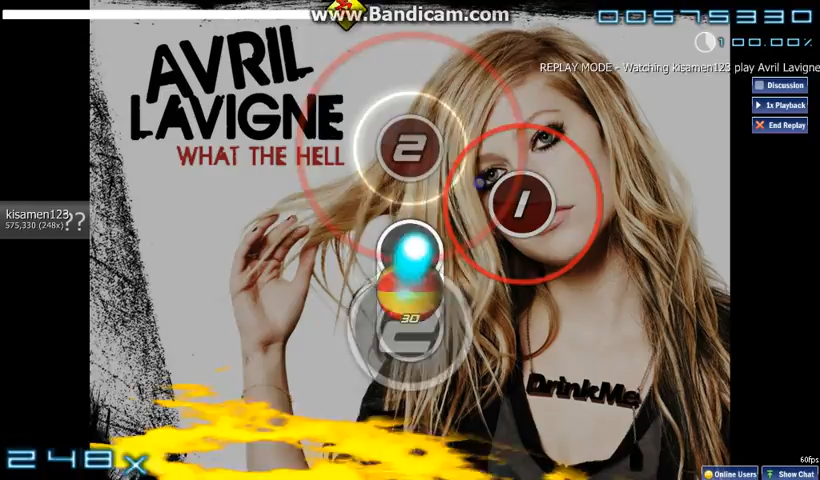 www.Bandicam.com
00575330
100.00%
REPLAY MODE - Watching kisamen123 play Avril Lavigne
AVRIL
LAVIGNE
WHAT THE HELL
Discussion
1x Playback
End Replay
2
1
kisamen123
575,330 (248x)
??
30
2
DrinkMe
248x
60fps
Online Users
Show Chat